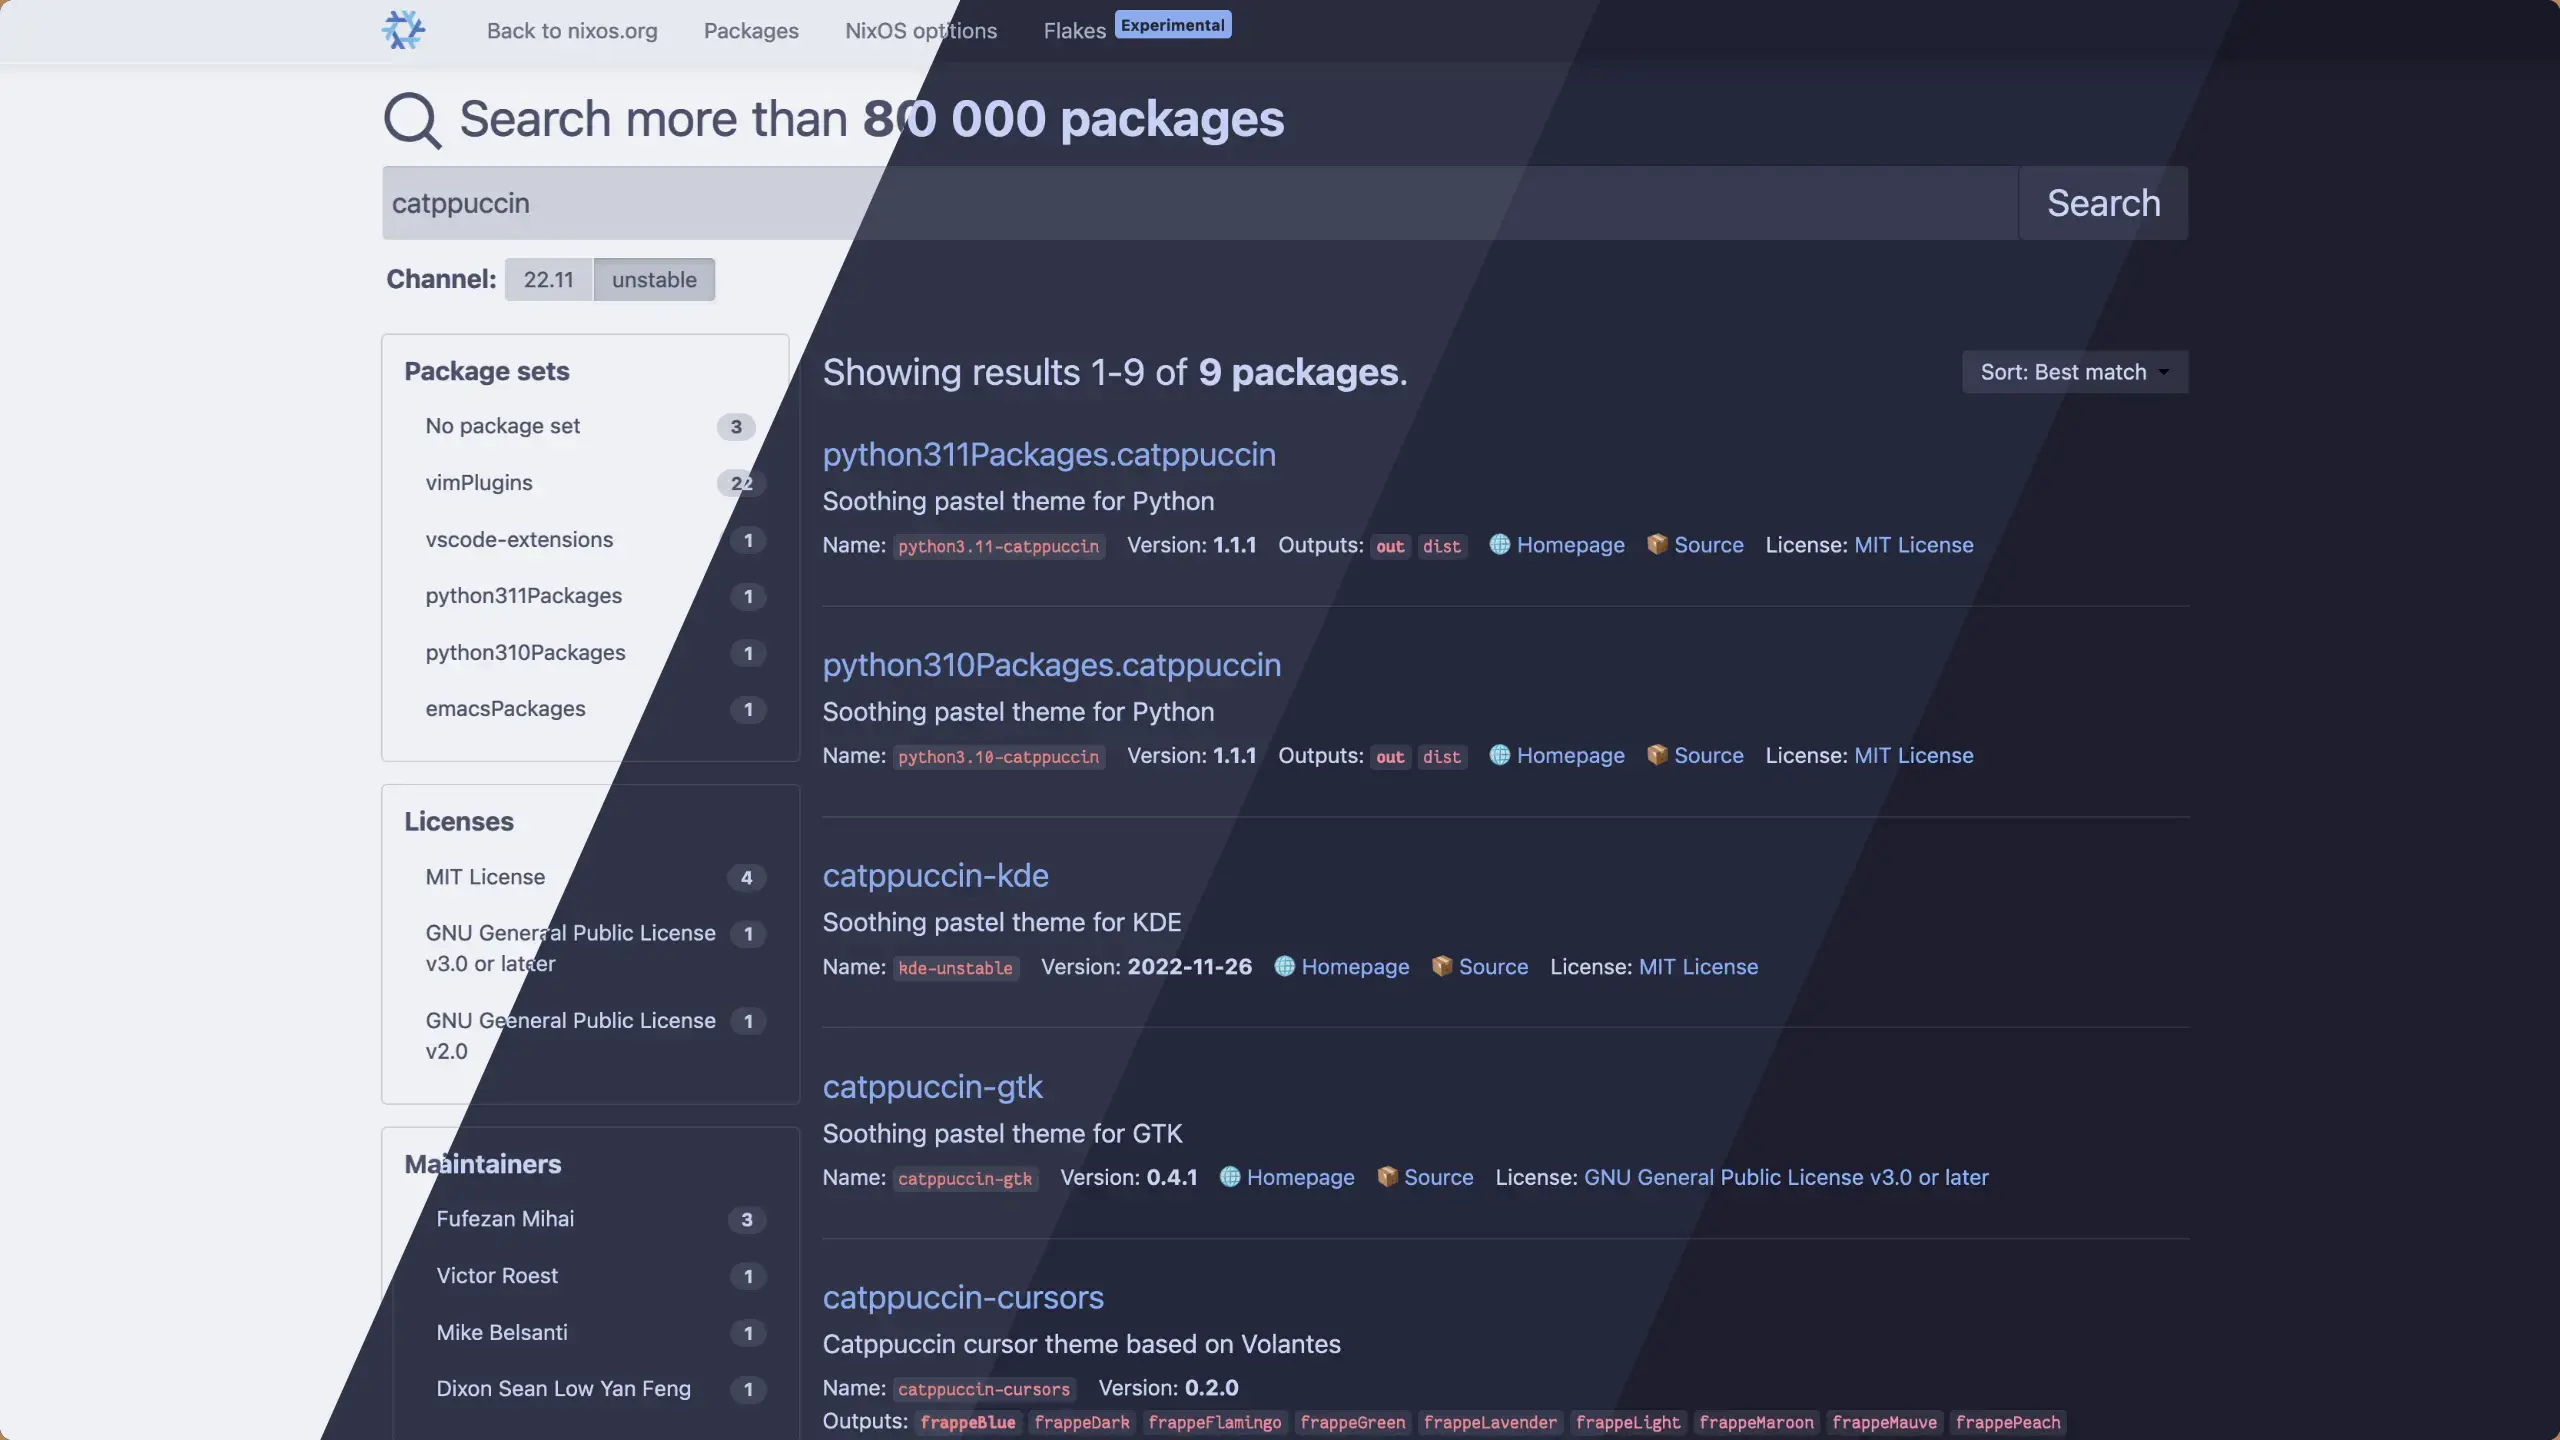 Back to nixos.org Packages NixOS opttions Flakes Experimental
Search more than 80 000 packages
catppuccin Search
Channel: 22.11 unstable
Package sets
No package set 3
vimPlugins 22
vscode-extensions 1
python311Packages 1
python310Packages 1
emacsPackages 1
Licenses
MIT License 4
GNU General Public License 1
v3.0 or later
GNU General Public License 1
v2.0
Maintainers
Fufezan Mihai 3
Victor Roest 1
Mike Belsanti 1
Dixon Sean Low Yan Feng 1
Showing results 1-9 of 9 packages.
Sort: Best match
python311Packages.catppuccin
Soothing pastel theme for Python
Name: python3.11-catppuccin Version: 1.1.1 Outputs: out dist Homepage Source License: MIT License
python310Packages.catppuccin
Soothing pastel theme for Python
Name: python3.10-catppuccin Version: 1.1.1 Outputs: out dist Homepage Source License: MIT License
catppuccin-kde
Soothing pastel theme for KDE
Name: kde-unstable Version: 2022-11-26 Homepage Source License: MIT License
catppuccin-gtk
Soothing pastel theme for GTK
Name: catppuccin-gtk Version: 0.4.1 Homepage Source License: GNU General Public License v3.0 or later
catppuccin-cursors
Catppuccin cursor theme based on Volantes
Name: catppuccin-cursors Version: 0.2.0
Outputs: frappeBlue frappeDark frappeFlamingo frappeGreen frappeLavender frappeLight frappeMaroon frappeMauve frappePeach